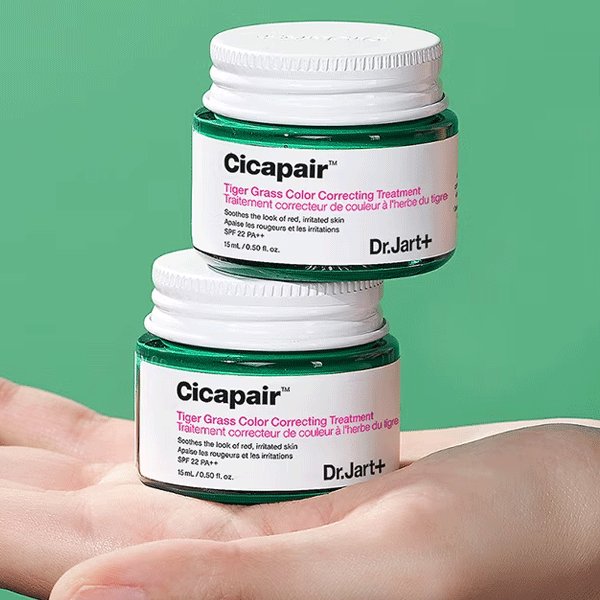 Cicapair™
Tiger Grass Color Correcting Treatment
Traitement correcteur de couleur à l'herbe du tigre
Soothes the look of red, irritated skin
Apaise les rougeurs et les irritations
SPF 22 PA++
15 mL / 0.50 fl. oz.
Dr.Jart+
Cicapair™
Tiger Grass Color Correcting Treatment
Traitement correcteur de couleur à l'herbe du tigre
Soothes the look of red, irritated skin
Apaise les rougeurs et les irritations
SPF 22 PA++
15 mL / 0.50 fl. oz.
Dr.Jart+